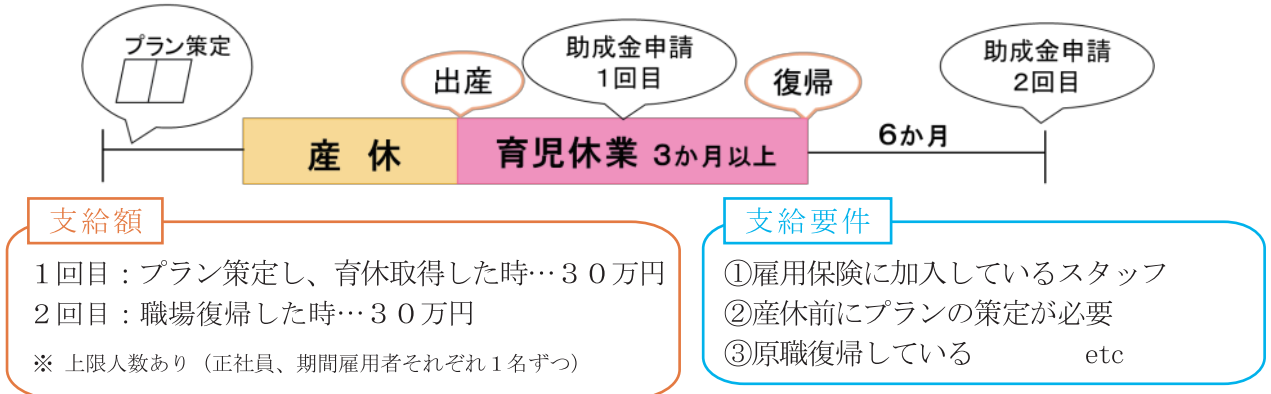 プラン策定
出産
助成金申請
1回目
復帰
助成金申請
2回目
産 休
育児休業 3か月以上
6か月
支給額
1回目：プラン策定し、育休取得した時…３０万円
2回目：職場復帰した時…３０万円
※ 上限人数あり（正社員、期間雇用者それぞれ１名ずつ）
支給要件
①雇用保険に加入しているスタッフ
②産休前にプランの策定が必要
③原職復帰している etc